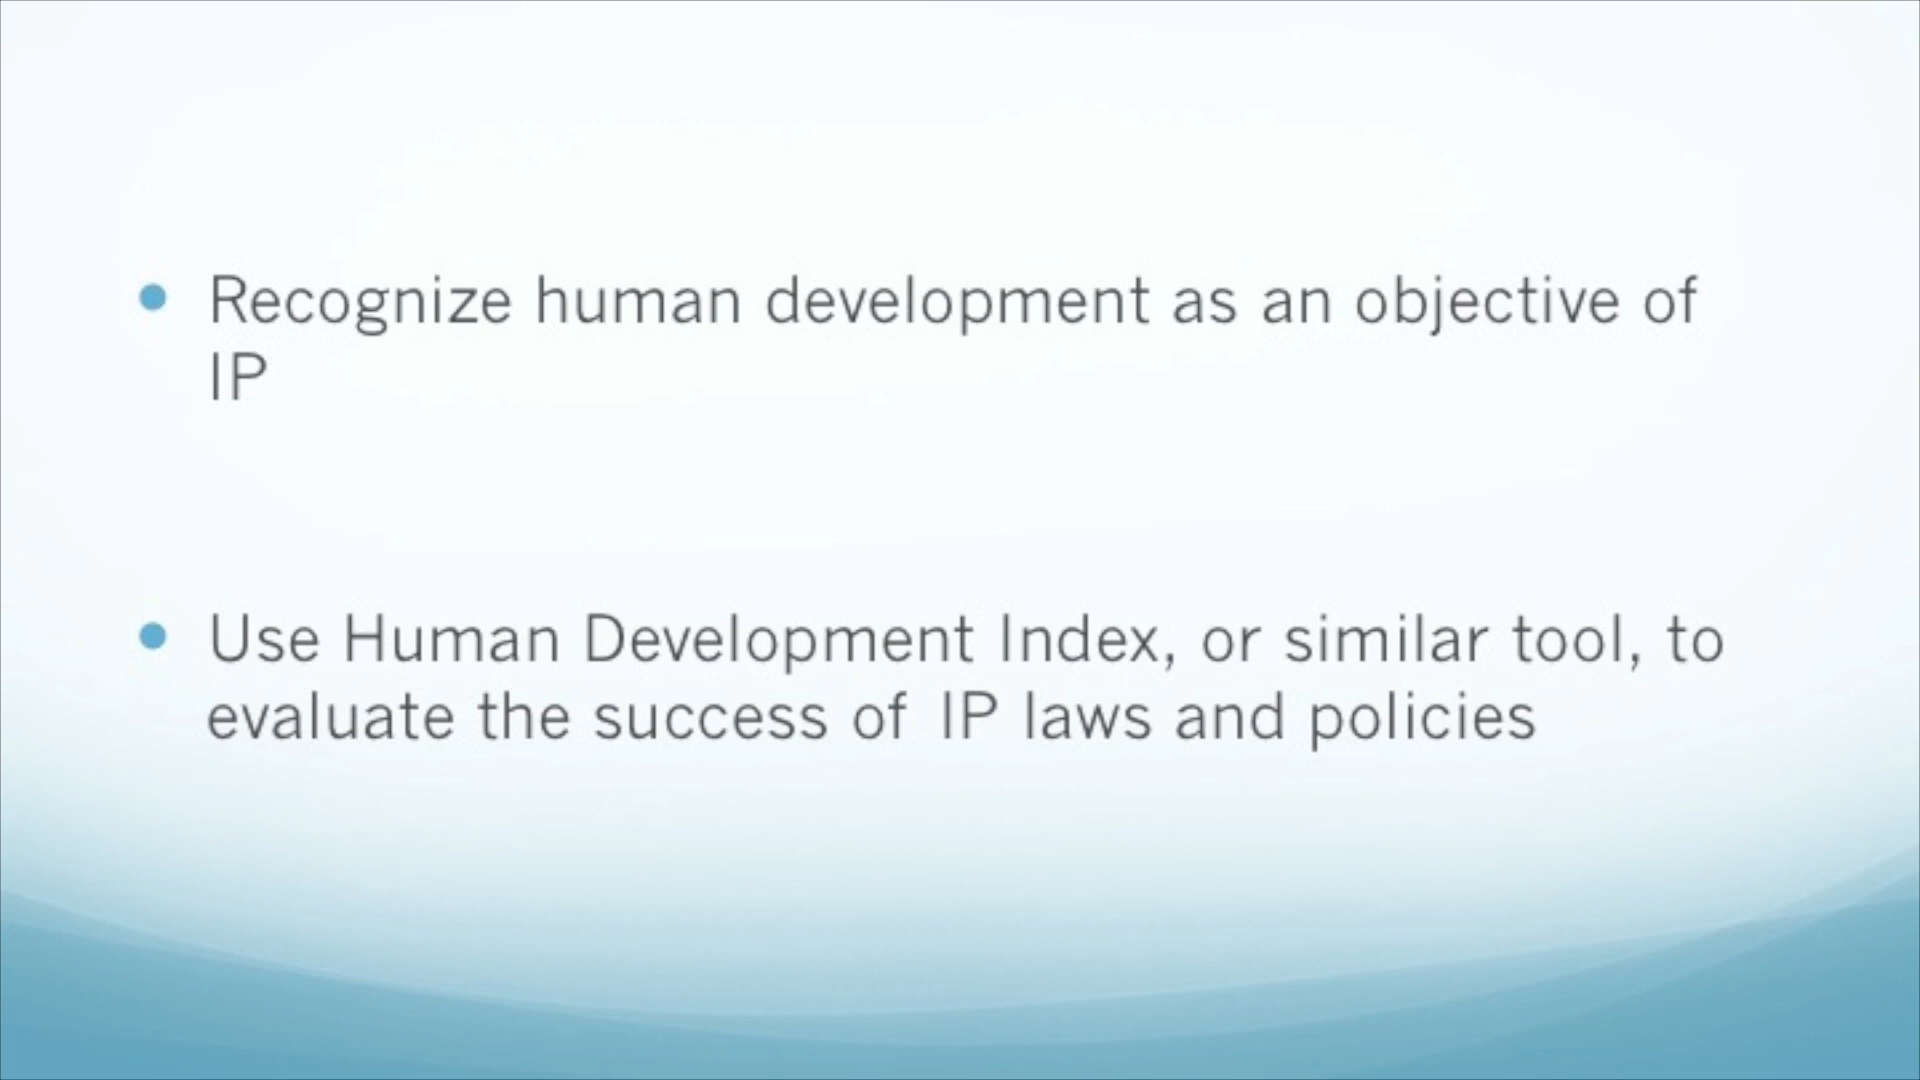 • Recognize human development as an objective of
IP
• Use Human Development Index, or similar tool, to
evaluate the success of IP laws and policies